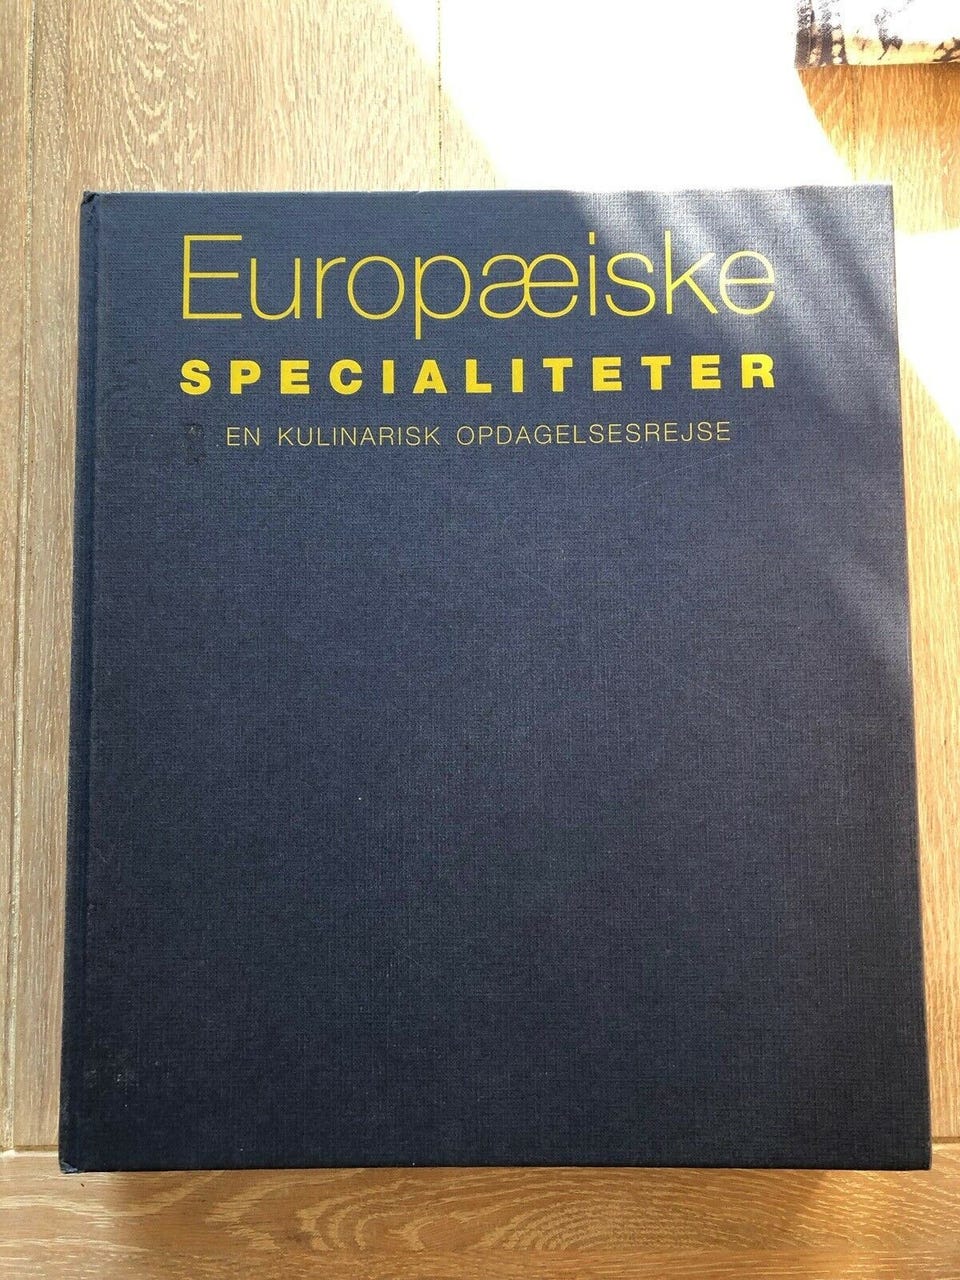 Europæiske
SPECIALITETER
EN KULINARISK OPDAGELSESREJSE